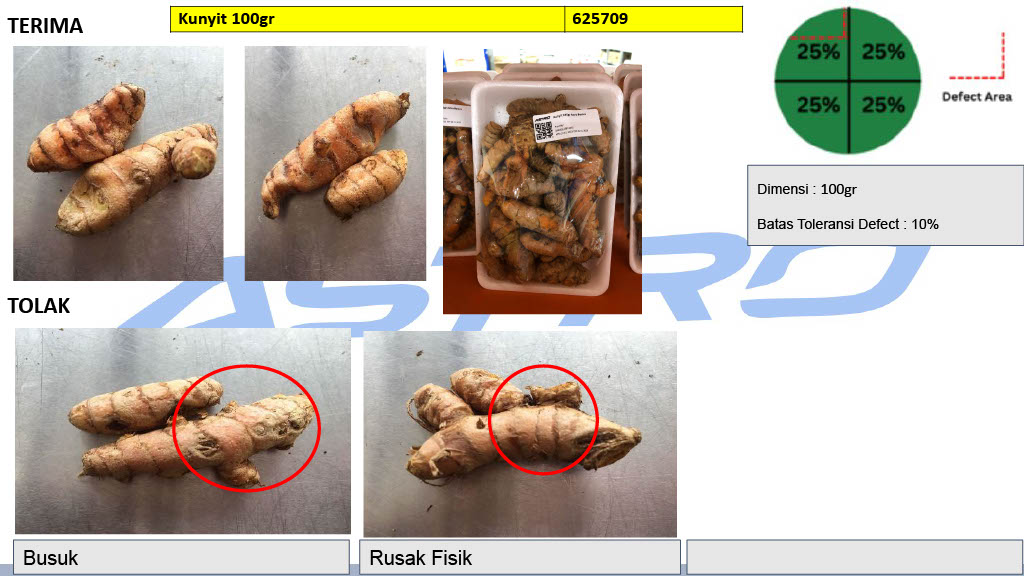 TERIMA
Kunyit 100gr
625709
25% 25%
25% 25%
Defect Area
Dimensi : 100gr
Batas Toleransi Defect : 10%
ASTRO
ASTRO
TOLAK
Busuk
Rusak Fisik